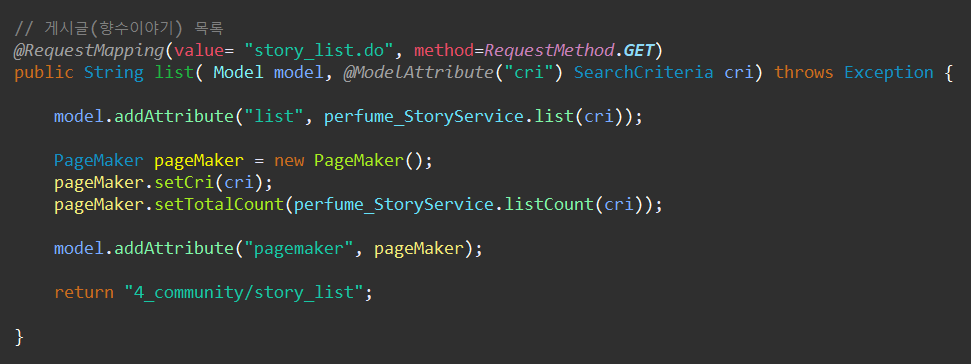 // 게시글(향수이야기) 목록
@RequestMapping(value= "story_list.do", method=RequestMethod.GET)
public String list( Model model, @ModelAttribute("cri") SearchCriteria cri) throws Exception {
model.addAttribute("list", perfume_StoryService.list(cri));
PageMaker pageMaker = new PageMaker();
pageMaker.setCri(cri);
pageMaker.setTotalCount(perfume_StoryService.listCount(cri));
model.addAttribute("pagemaker", pageMaker);
return "4_community/story_list";
}